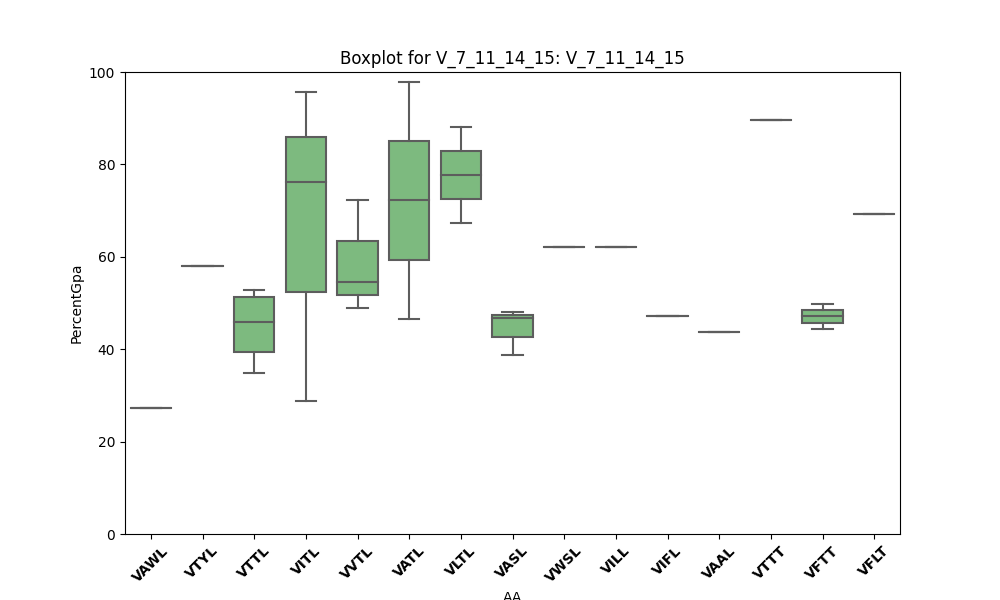 Boxplot for V_7_11_14_15: V_7_11_14_15
PercentGpa
100
80
60
40
20
0
VAWL VTYL VTTL VITL VVTL VATL VLTL VASL VWSL VILL VIFL VAAL VTTT VFTT VFLT
AA